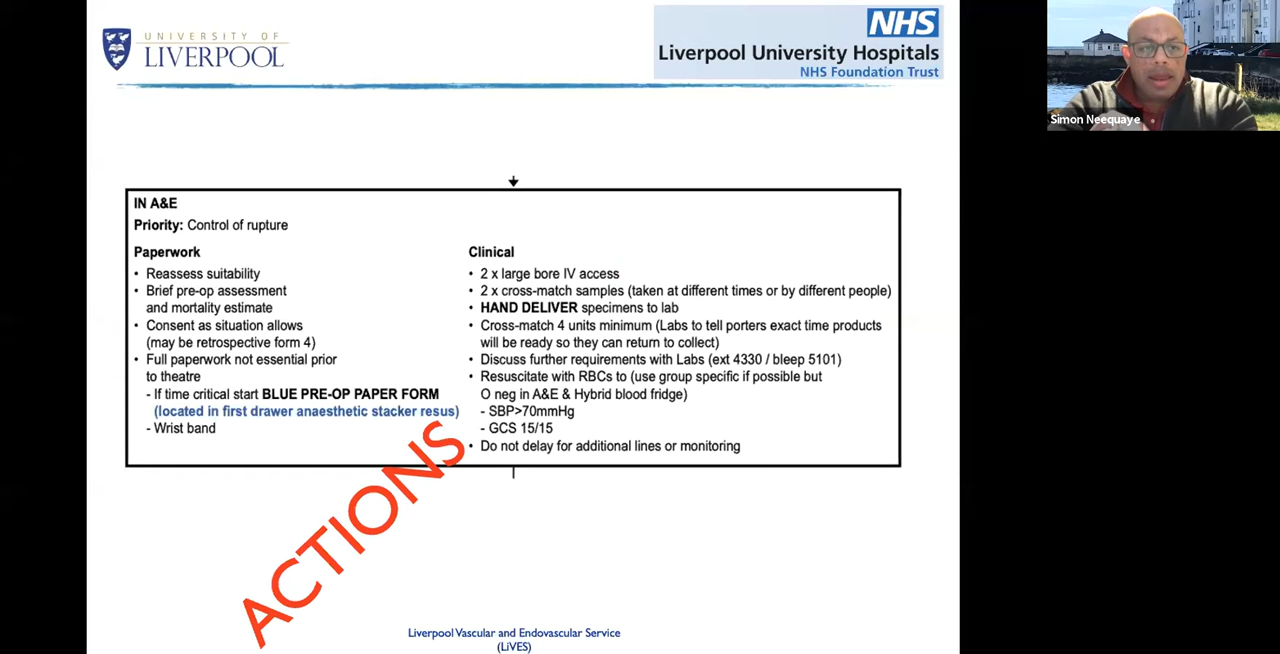 UNIVERSITY OF
LIVERPOOL
NHS
Liverpool University Hospitals
NHS Foundation Trust
Simon Neequaye
IN A&E
Priority: Control of rupture
Paperwork
• Reassess suitability
• Brief pre-op assessment
and mortality estimate
• Consent as situation allows
(may be retrospective form 4)
• Full paperwork not essential prior
to theatre
- If time critical start BLUE PRE-OP PAPER FORM
(located in first drawer anaesthetic stacker resus)
- Wrist band
Clinical
• 2 x large bore IV access
• 2 x cross-match samples (taken at different times or by different people)
• HAND DELIVER specimens to lab
• Cross-match 4 units minimum (Labs to tell porters exact time products
will be ready so they can return to collect)
• Discuss further requirements with Labs (ext 4330 / bleep 5101)
• Resuscitate with RBCs to (use group specific if possible but
O neg in A&E & Hybrid blood fridge)
- SBP>70mmHg
- GCS 15/15
• Do not delay for additional lines or monitoring
ACTIONS
Liverpool Vascular and Endovascular Service
(LiVES)